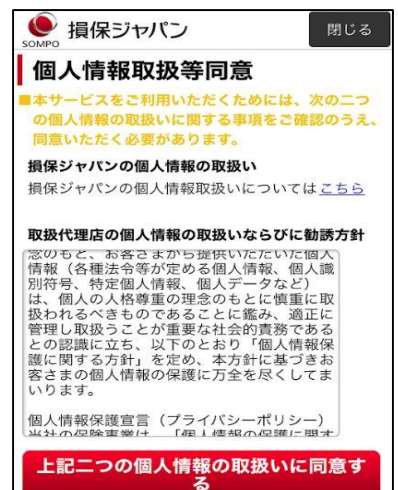 SOMPO
損保ジャパン
閉じる
個人情報取扱等同意
■本サービスをご利用いただくためには、次の二つ
の個人情報の取扱いに関する事項をご確認のうえ、
同意いただく必要があります。
損保ジャパンの個人情報の取扱い
損保ジャパンの個人情報取扱いについてはこちら
取扱代理店の個人情報の取扱いならびに勧誘方針
念のもと、お客さまから提供いただいた個人
情報（各種法令等が定める個人情報、個人識
別符号、特定個人情報、個人データなど）
は、個人の人格尊重の理念のもとに慎重に取
扱われるべきものであることに鑑み、適正に
管理し取扱うことが重要な社会的責務である
との認識に立ち、以下のとおり「個人情報保
護に関する方針」を定め、本方針に基づきお
客さまの個人情報の保護に万全を尽くしてま
いります。
個人情報保護宣言（プライバシーポリシー）
当社の保険事業は、「個人情報の保護に関す
上記二つの個人情報の取扱いに同意す
る